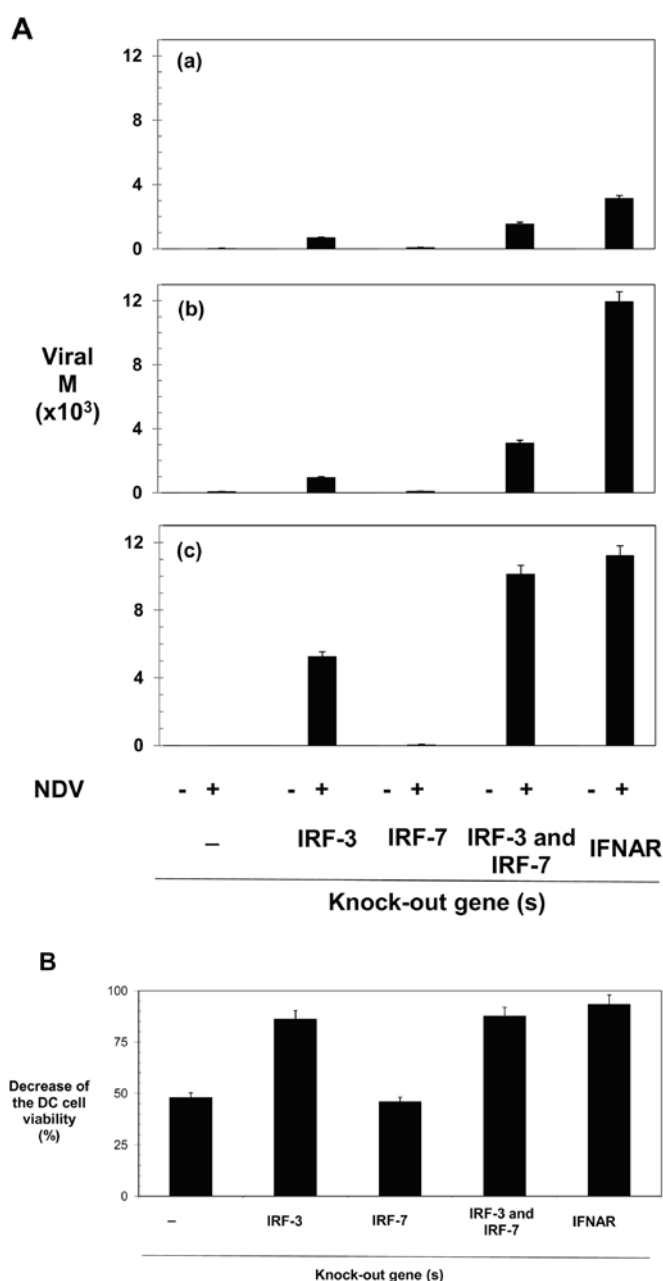 A
(a)
12
8
4
0
(b)
12
8
4
0
Viral
M
(x10³)
(c)
12
8
4
0
NDV - + - + - + - + - +
– IRF-3 IRF-7 IRF-3 and IRF-7 IFNAR
Knock-out gene (s)
B
100
75
50
25
0
Decrease of
the DC cell
viability
(%)
– IRF-3 IRF-7 IRF-3 and IRF-7 IFNAR
Knock-out gene (s)